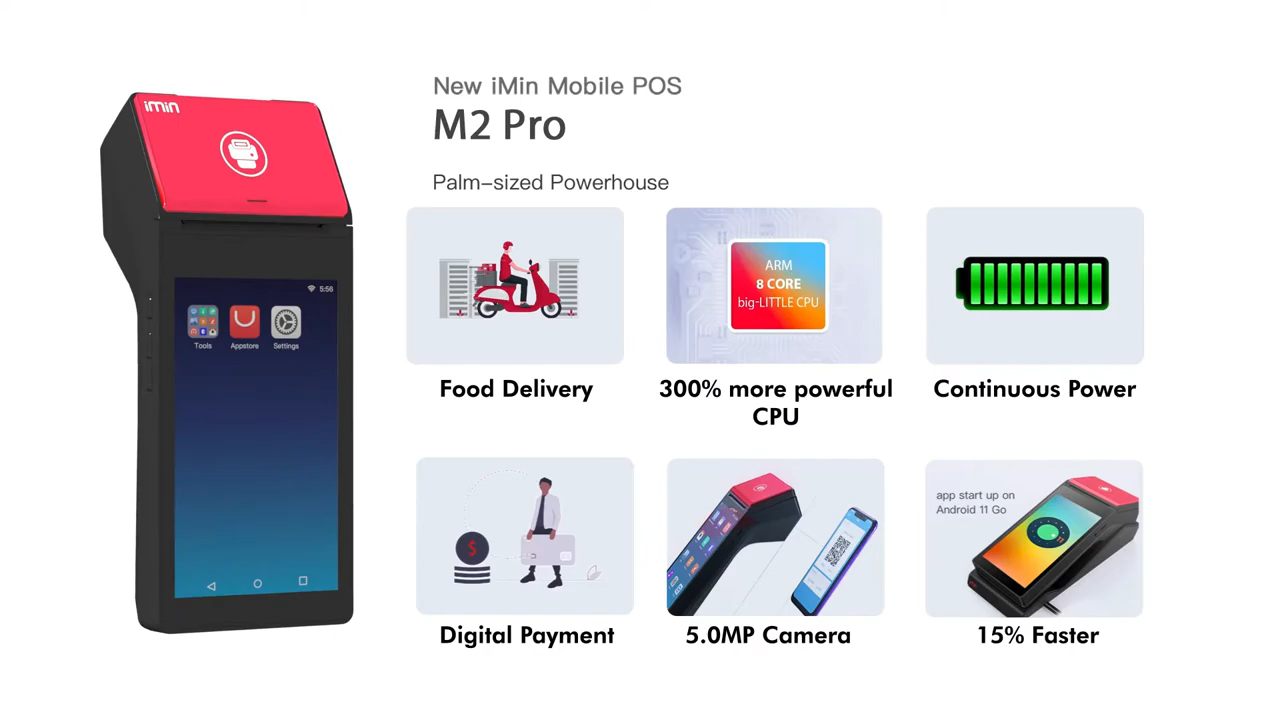 iMin
New iMin Mobile POS
M2 Pro
Palm-sized Powerhouse
5:56
Tools
Appstore
Settings
ARM
8 CORE
big-LITTLE CPU
Food Delivery
300% more powerful
CPU
Continuous Power
app start up on
Android 11 Go
$
Digital Payment
5.0MP Camera
15% Faster